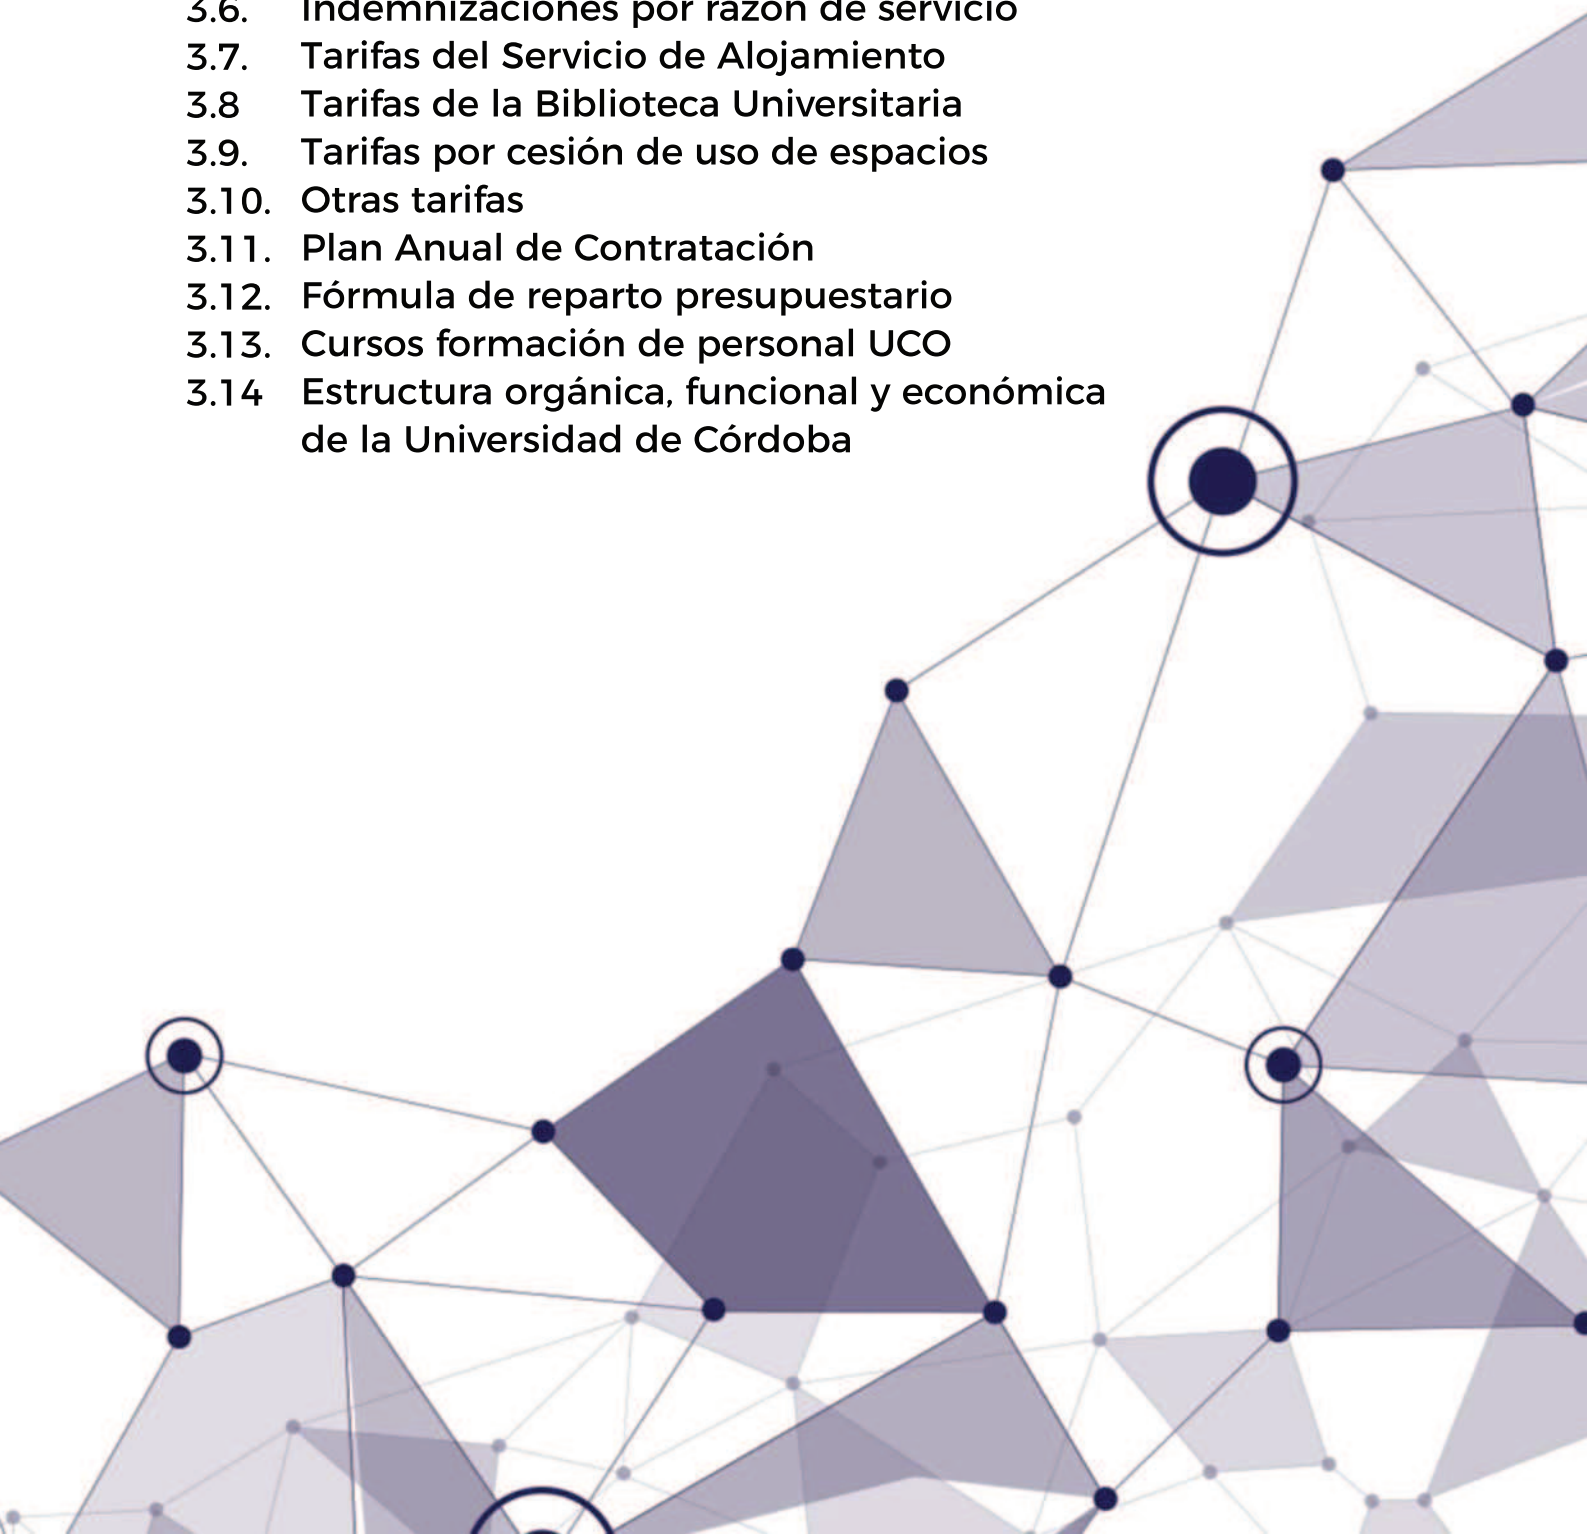 3.6. Indemnizaciones por razón de servicio
3.7. Tarifas del Servicio de Alojamiento
3.8 Tarifas de la Biblioteca Universitaria
3.9. Tarifas por cesión de uso de espacios
3.10. Otras tarifas
3.11. Plan Anual de Contratación
3.12. Fórmula de reparto presupuestario
3.13. Cursos formación de personal UCO
3.14 Estructura orgánica, funcional y económica
de la Universidad de Córdoba